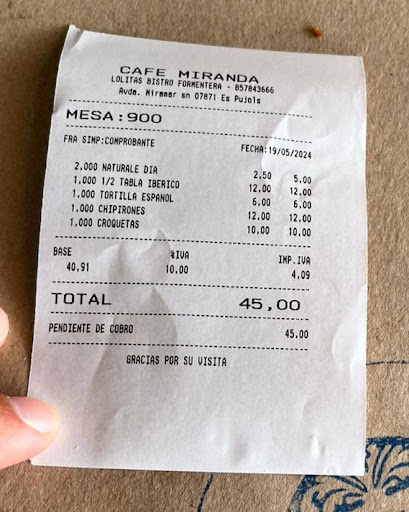 CAFE MIRANDA
LOLITAS BISTRO FORMENTERA - B57843666
Avda. Miramar sn 07871 Es Pujols
MESA:900
FRA SIMP:COMPROBANTE FECHA:19/05/2024
2,000 NATURALE DIA 2,50 5,00
1,000 1/2 TABLA IBERICO 12,00 12,00
1,000 TORTILLA ESPANOL 6,00 6,00
1,000 CHIPIRONES 12,00 12,00
1,000 CROQUETAS 10,00 10,00
BASE %IVA IMP.IVA
40,91 10,00 4,09
TOTAL 45,00
PENDIENTE DE COBRO 45,00
GRACIAS POR SU VISITA